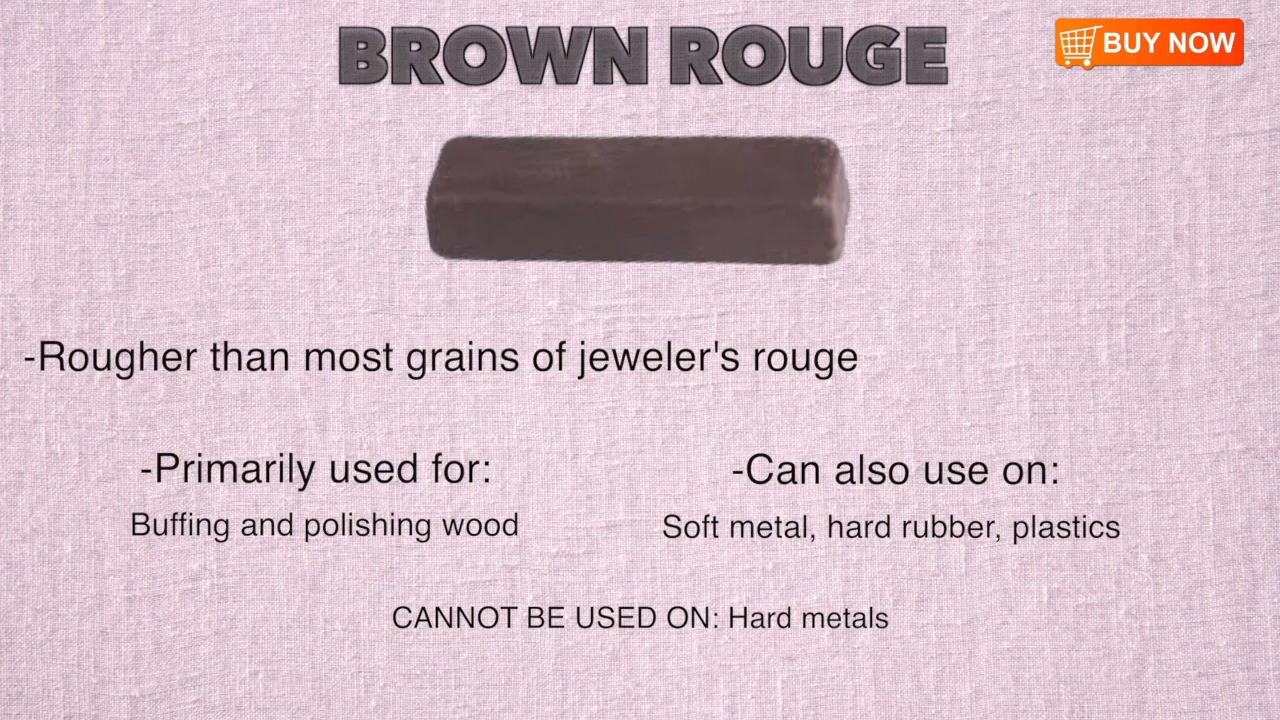 BROWN ROUGE
BUY NOW
-Rougher than most grains of jeweler's rouge
-Primarily used for:
Buffing and polishing wood
-Can also use on:
Soft metal, hard rubber, plastics
CANNOT BE USED ON: Hard metals